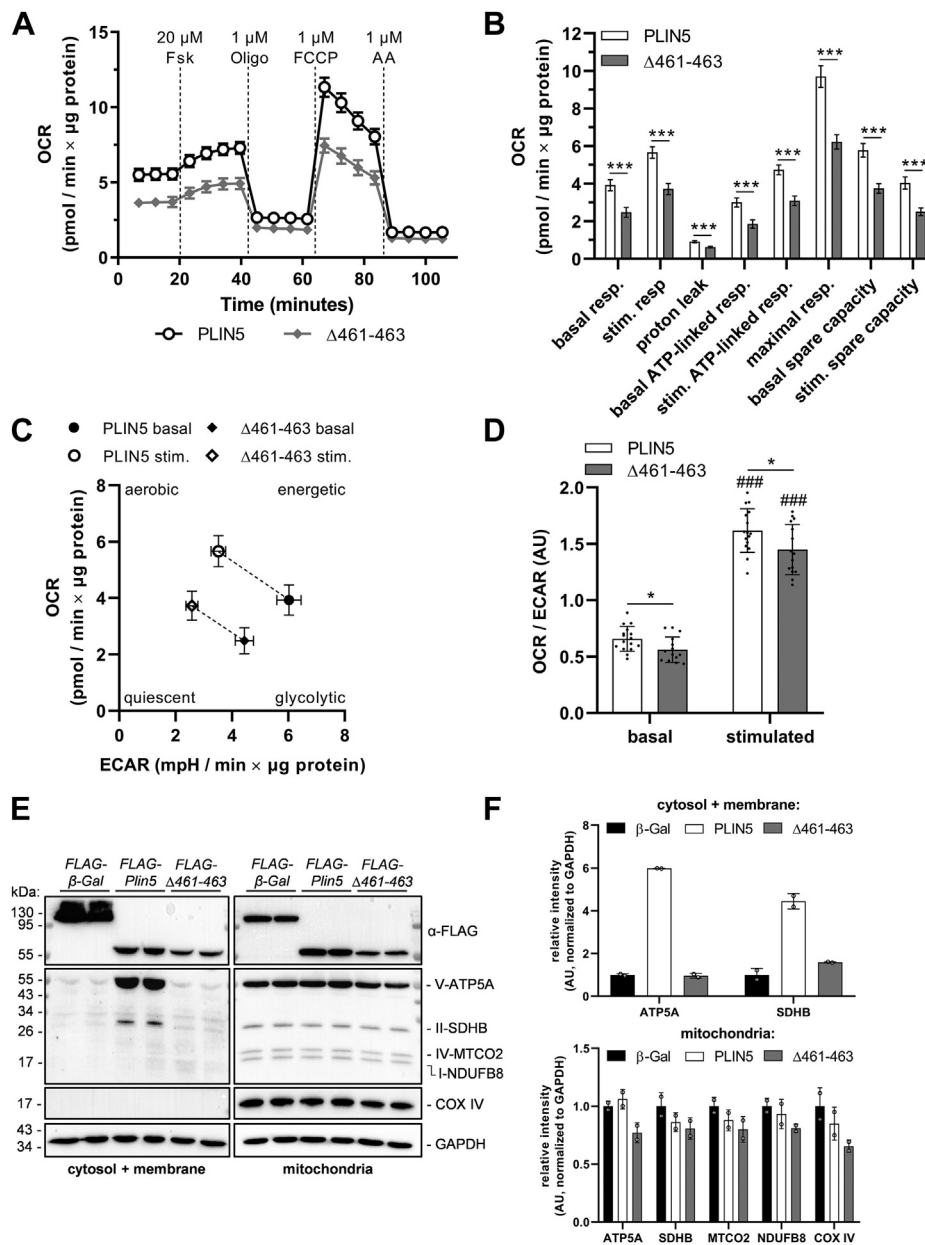 A
20 µM
Fsk
1 µM
Oligo
1 µM
FCCP
1 µM
AA
15
10
5
0
OCR
(pmol / min × µg protein)
0 20 40 60 80 100
Time (minutes)
PLIN5 Δ461-463
B
PLIN5
Δ461-463
OCR
(pmol / min × µg protein)
12
10
8
6
4
2
0
*** *** *** *** *** *** *** ***
basal resp.
stim. resp
proton leak
basal ATP-linked resp.
stim. ATP-linked resp.
maximal resp.
basal spare capacity
stim. spare capacity
C
PLIN5 basal Δ461-463 basal
PLIN5 stim. Δ461-463 stim.
aerobic energetic
quiescent glycolytic
OCR
(pmol / min × µg protein)
8
6
4
2
0
0 2 4 6 8
ECAR (mpH / min × µg protein)
D
PLIN5
Δ461-463
OCR / ECAR (AU)
2.0
1.5
1.0
0.5
0.0
*
*
### ###
basal stimulated
E
kDa:
FLAG-
β-Gal
FLAG-
Plin5
FLAG-
Δ461-463
FLAG-
β-Gal
FLAG-
Plin5
FLAG-
Δ461-463
130 -
95 -
55 -
α-FLAG
55 -
43 -
34 -
26 -
17 -
V-ATP5A
II-SDHB
IV-MTCO2
I-NDUFB8
17 -
COX IV
43 -
34 -
GAPDH
cytosol + membrane mitochondria
F
cytosol + membrane:
β-Gal PLIN5 Δ461-463
relative intensity
(AU, normalized to GAPDH)
8
6
4
2
0
ATP5A SDHB
mitochondria:
β-Gal PLIN5 Δ461-463
relative intensity
(AU, normalized to GAPDH)
1.5
1.0
0.5
0.0
ATP5A SDHB MTCO2 NDUFB8 COX IV